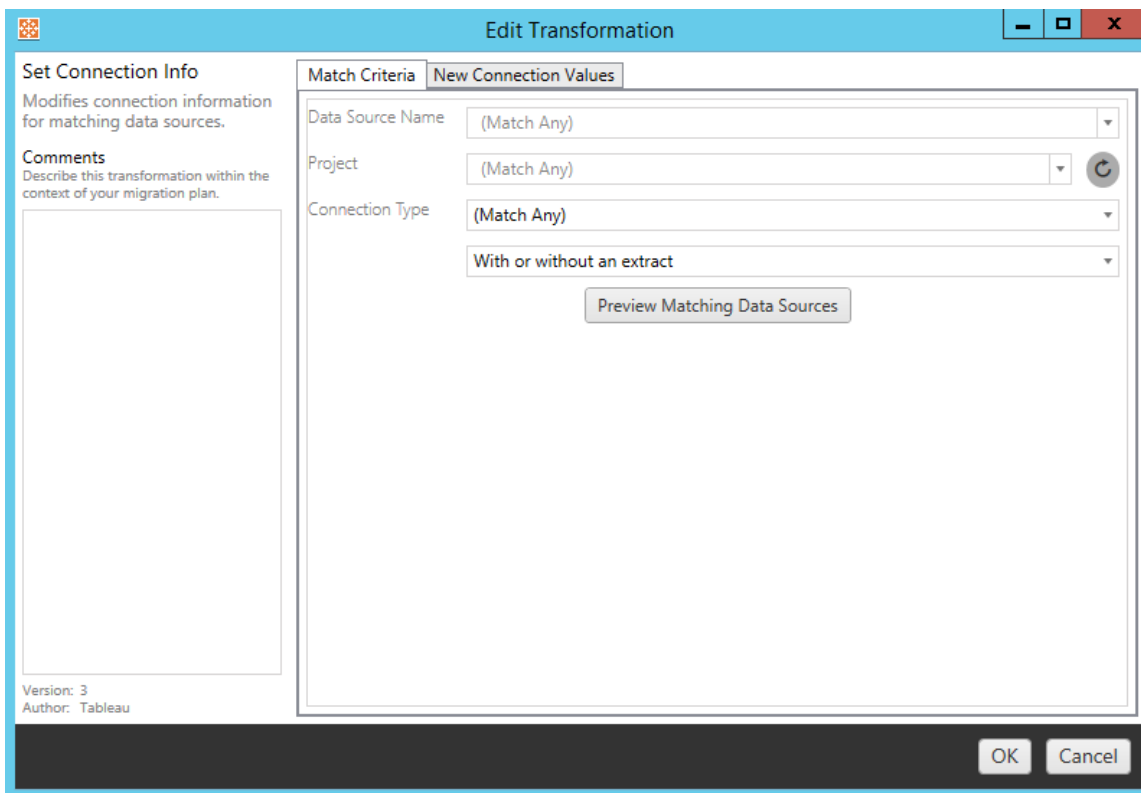 Edit Transformation
Set Connection Info
Modifies connection information
for matching data sources.
Comments
Describe this transformation within the
context of your migration plan.
Version: 3
Author: Tableau
Match Criteria
New Connection Values
Data Source Name
(Match Any)
Project
(Match Any)
Connection Type
(Match Any)
With or without an extract
Preview Matching Data Sources
OK
Cancel